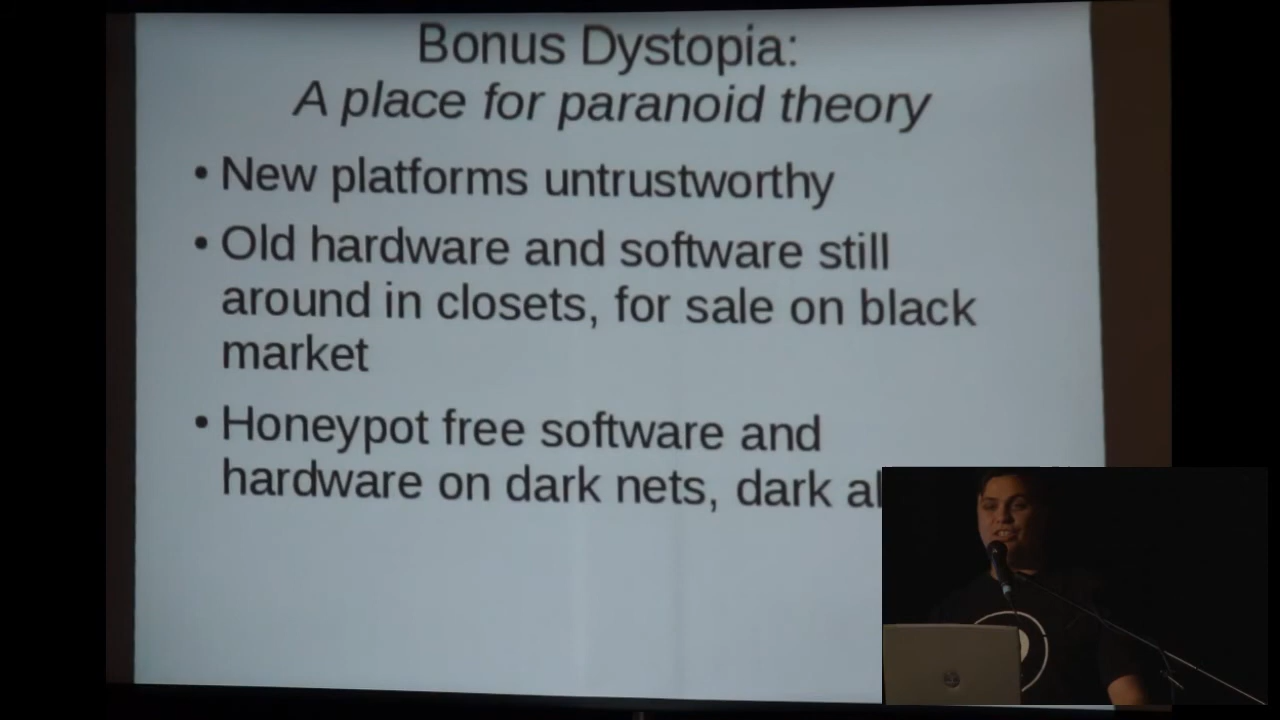 Bonus Dystopia:
A place for paranoid theory
• New platforms untrustworthy
• Old hardware and software still
around in closets, for sale on black
market
• Honeypot free software and
hardware on dark nets, dark